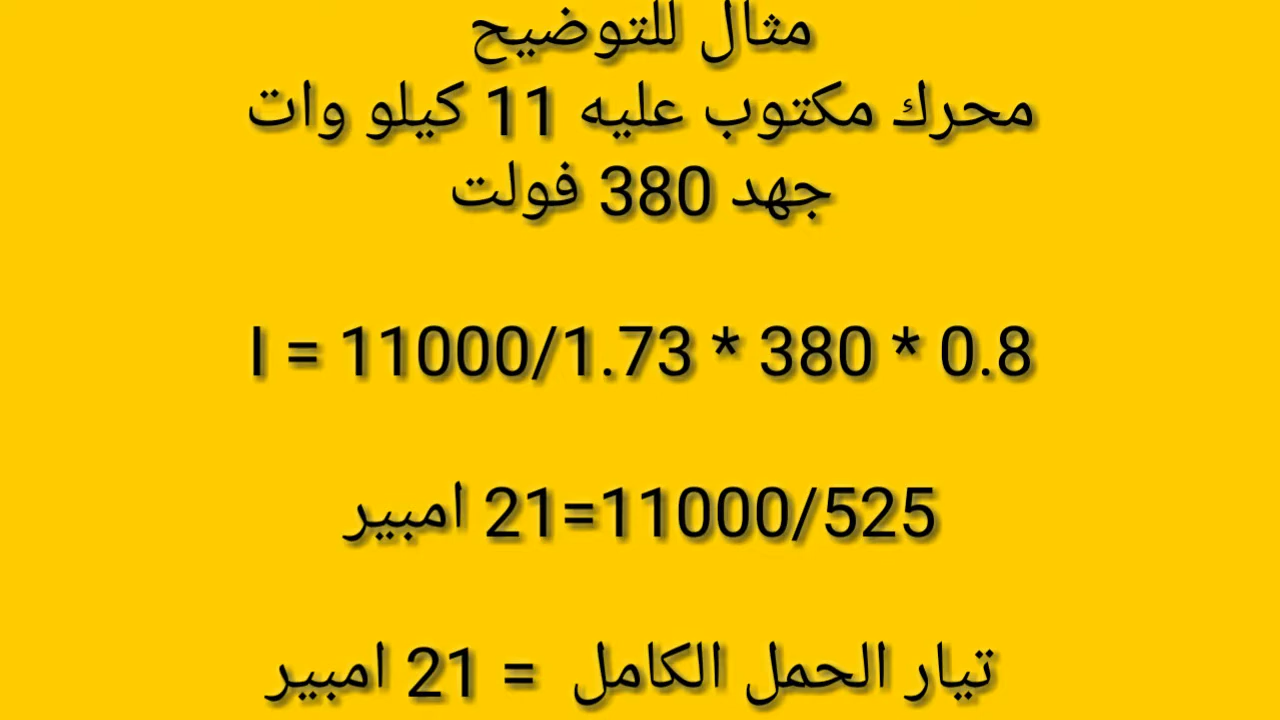 مثال للتوضيح
محرك مكتوب عليه 11 كيلو وات
جهد 380 فولت
I = 11000/1.73 * 380 * 0.8
11000/525=21 امبير
تيار الحمل الكامل = 21 امبير